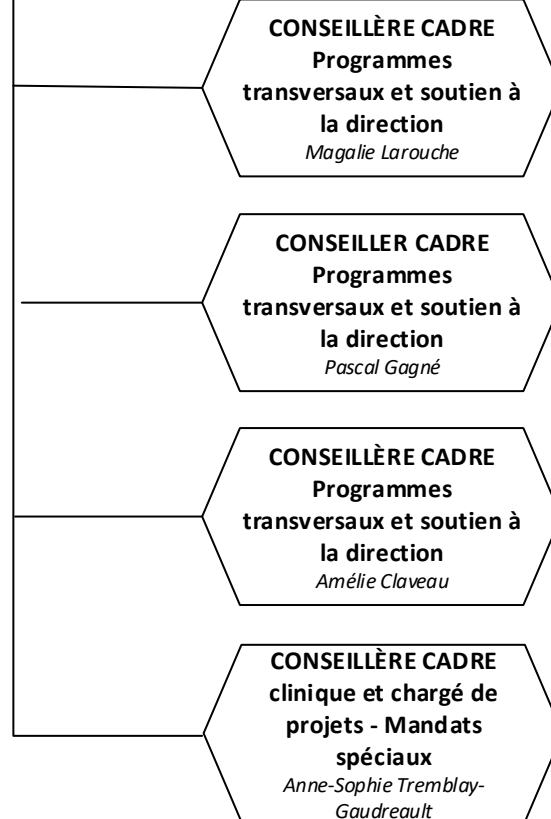 CONSEILLÈRE CADRE
Programmes
transversaux et soutien à
la direction
Magalie Larouche
CONSEILLER CADRE
Programmes
transversaux et soutien à
la direction
Pascal Gagné
CONSEILLÈRE CADRE
Programmes
transversaux et soutien à
la direction
Amélie Claveau
CONSEILLÈRE CADRE
clinique et chargé de
projets - Mandats
spéciaux
Anne-Sophie Tremblay-
Gaudreault